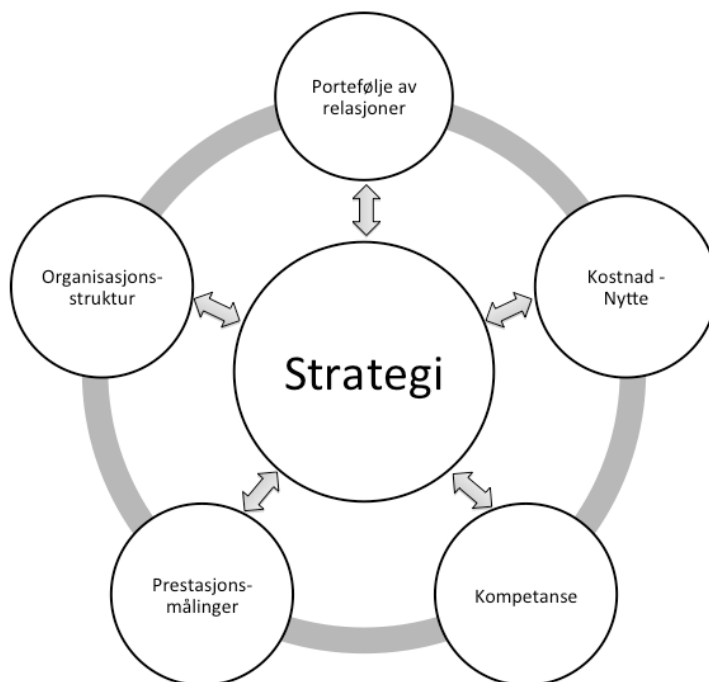 Portefølje av
relasjoner
Organisasjons-
struktur
Kostnad -
Nytte
Strategi
Prestasjons-
målinger
Kompetanse